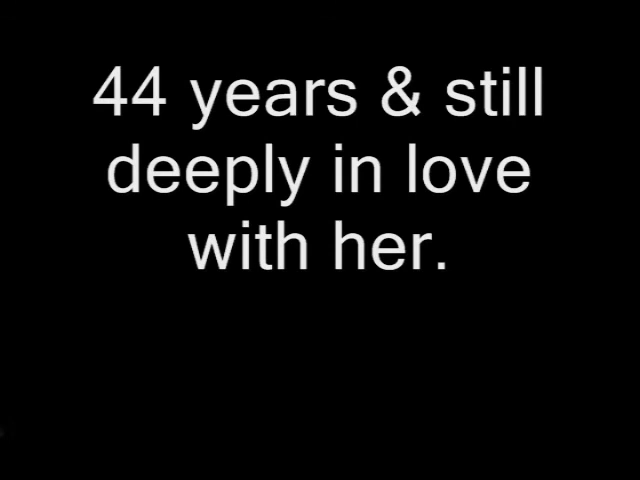 44 years & still
deeply in love
with her.